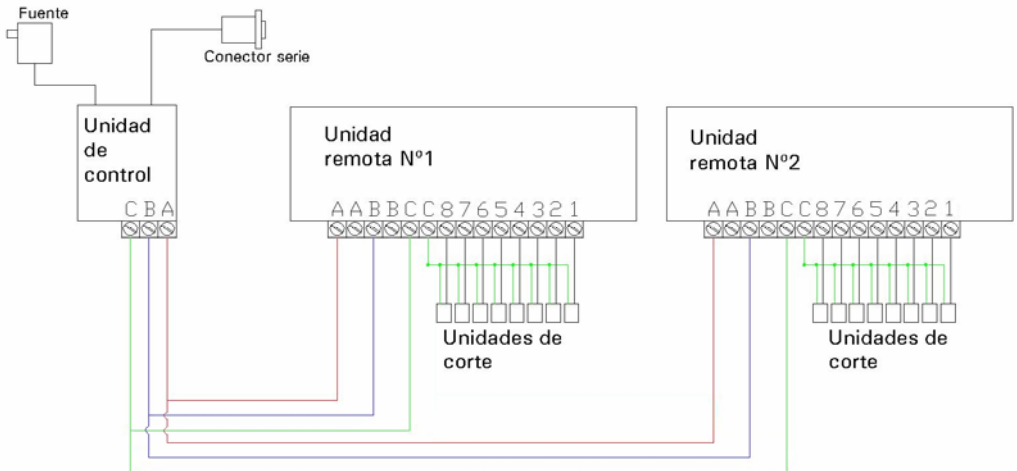 Fuente
Conector serie
Unidad
de
control
C B A
Unidad
remota Nº1
A A B B C C 8 7 6 5 4 3 2 1
Unidades de
corte
Unidad
remota Nº2
A A B B C C 8 7 6 5 4 3 2 1
Unidades de
corte